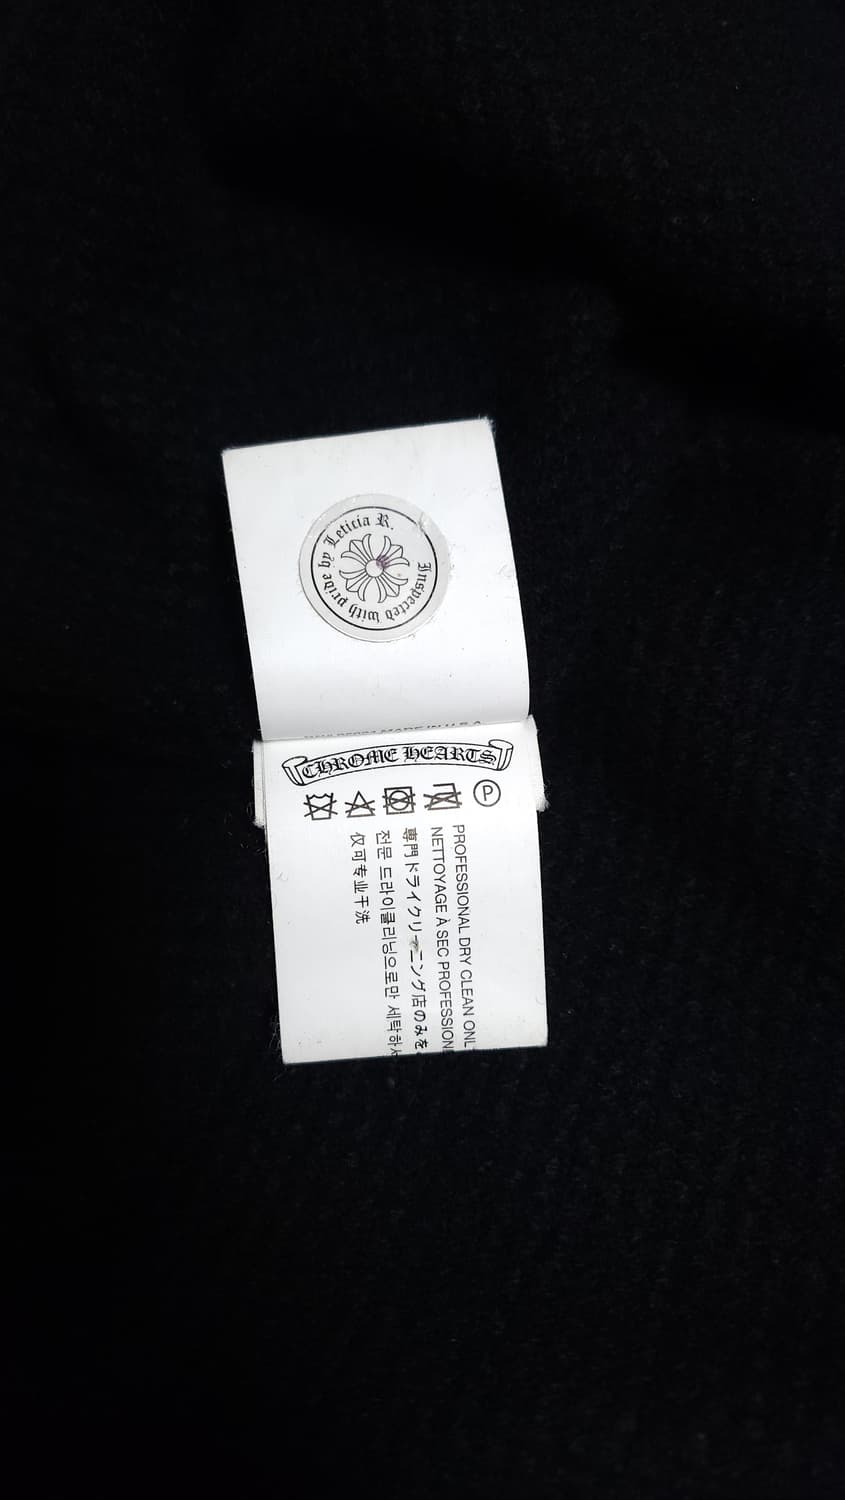 Inspected with pride by Leticia R.
MADE IN U.S.A.
CHROME HEARTS
P
PROFESSIONAL DRY CLEAN ONL
NETTOYAGE À SEC PROFESSION
専門ドライクリーニング店のみを
전문 드라이클리닝으로만 세탁하
仅可专业干洗